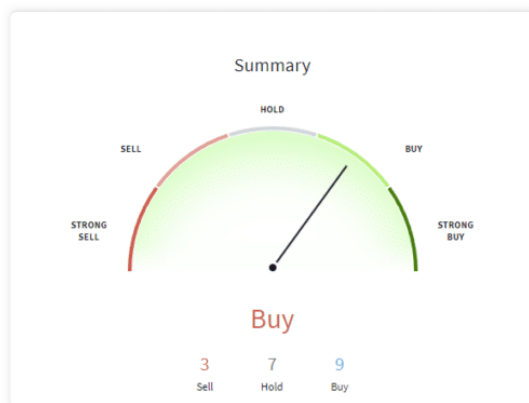 Summary
HOLD
SELL
BUY
STRONG
SELL
STRONG
BUY
Buy
3 7 9
Sell Hold Buy